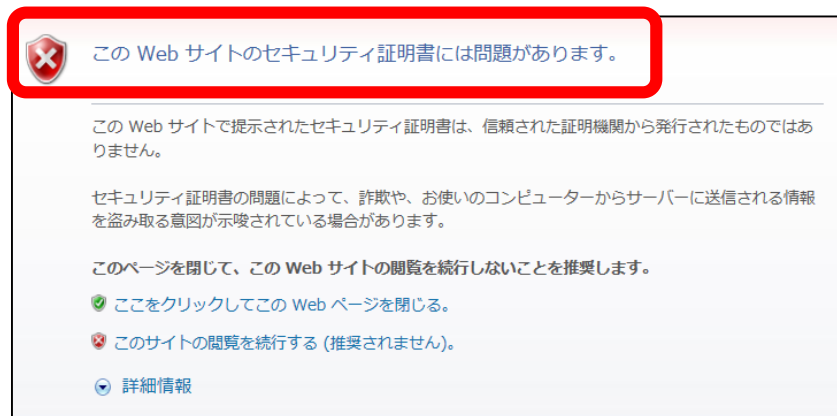 この Web サイトのセキュリティ証明書には問題があります。
この Web サイトで提示されたセキュリティ証明書は、信頼された証明機関から発行されたものではあ
りません。
セキュリティ証明書の問題によって、詐欺や、お使いのコンピューターからサーバーに送信される情報
を盗み取る意図が示唆されている場合があります。
このページを閉じて、この Web サイトの閲覧を続行しないことを推奨します。
ここをクリックしてこの Web ページを閉じる。
このサイトの閲覧を続行する (推奨されません)。
詳細情報